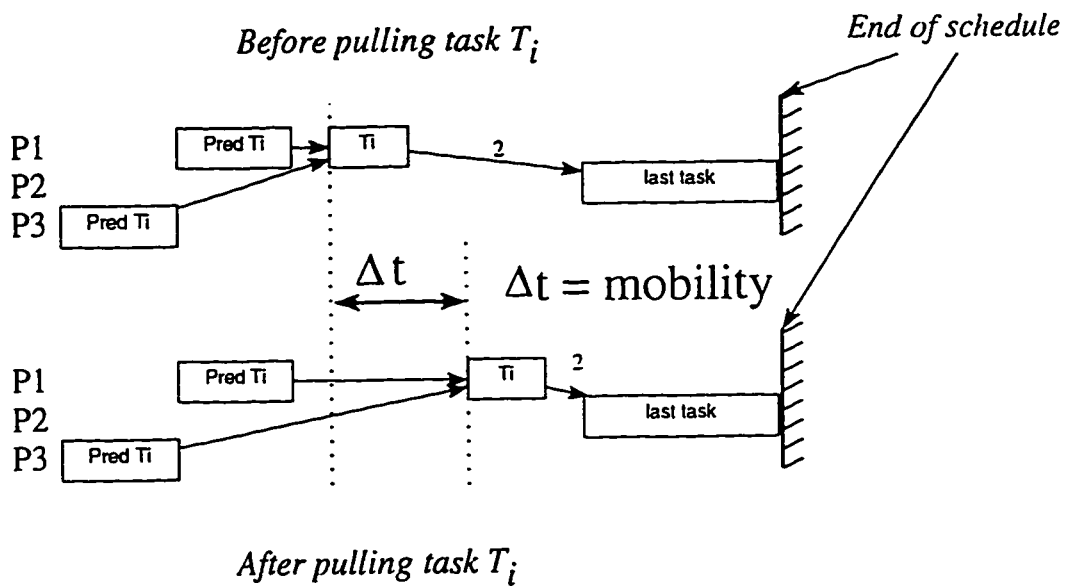 End of schedule
Before pulling task Ti
P1 Pred Ti Ti 2
P2 last task
P3 Pred Ti
Δt Δt = mobility
P1 Pred Ti Ti 2
P2 last task
P3 Pred Ti
After pulling task Ti